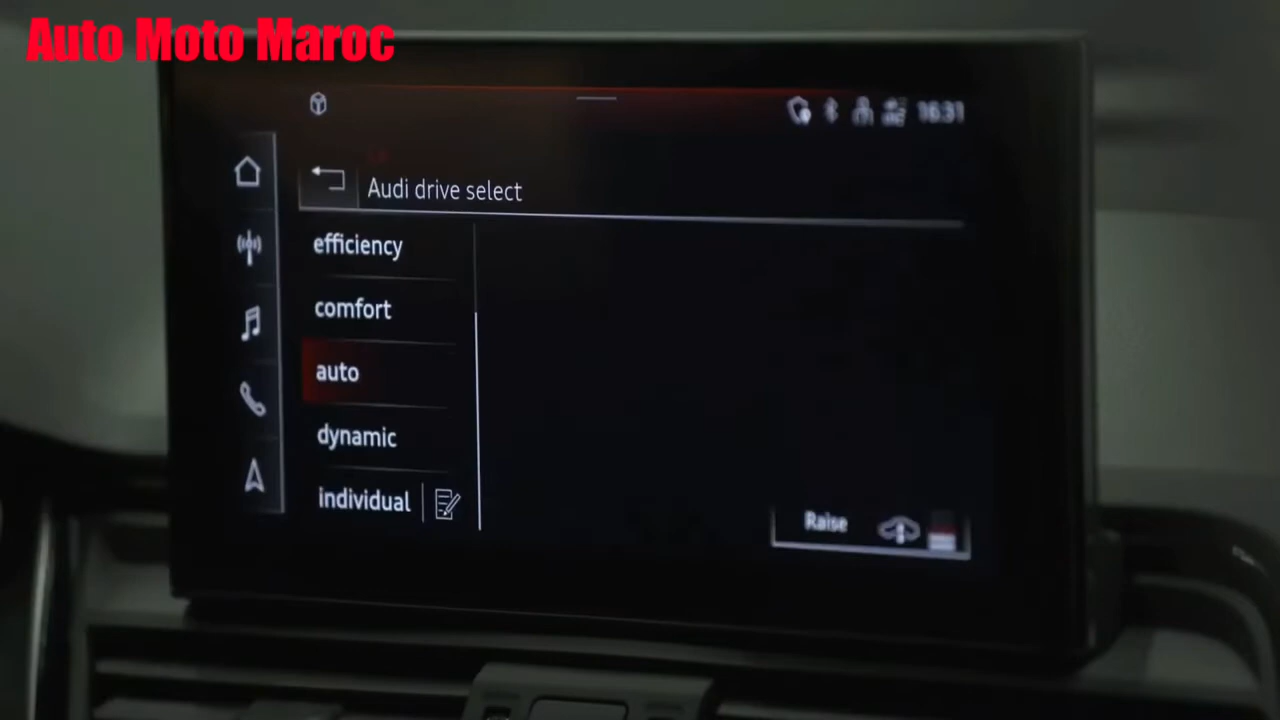 Auto Moto Maroc
16:31
Audi drive select
efficiency
comfort
auto
dynamic
individual
Raise